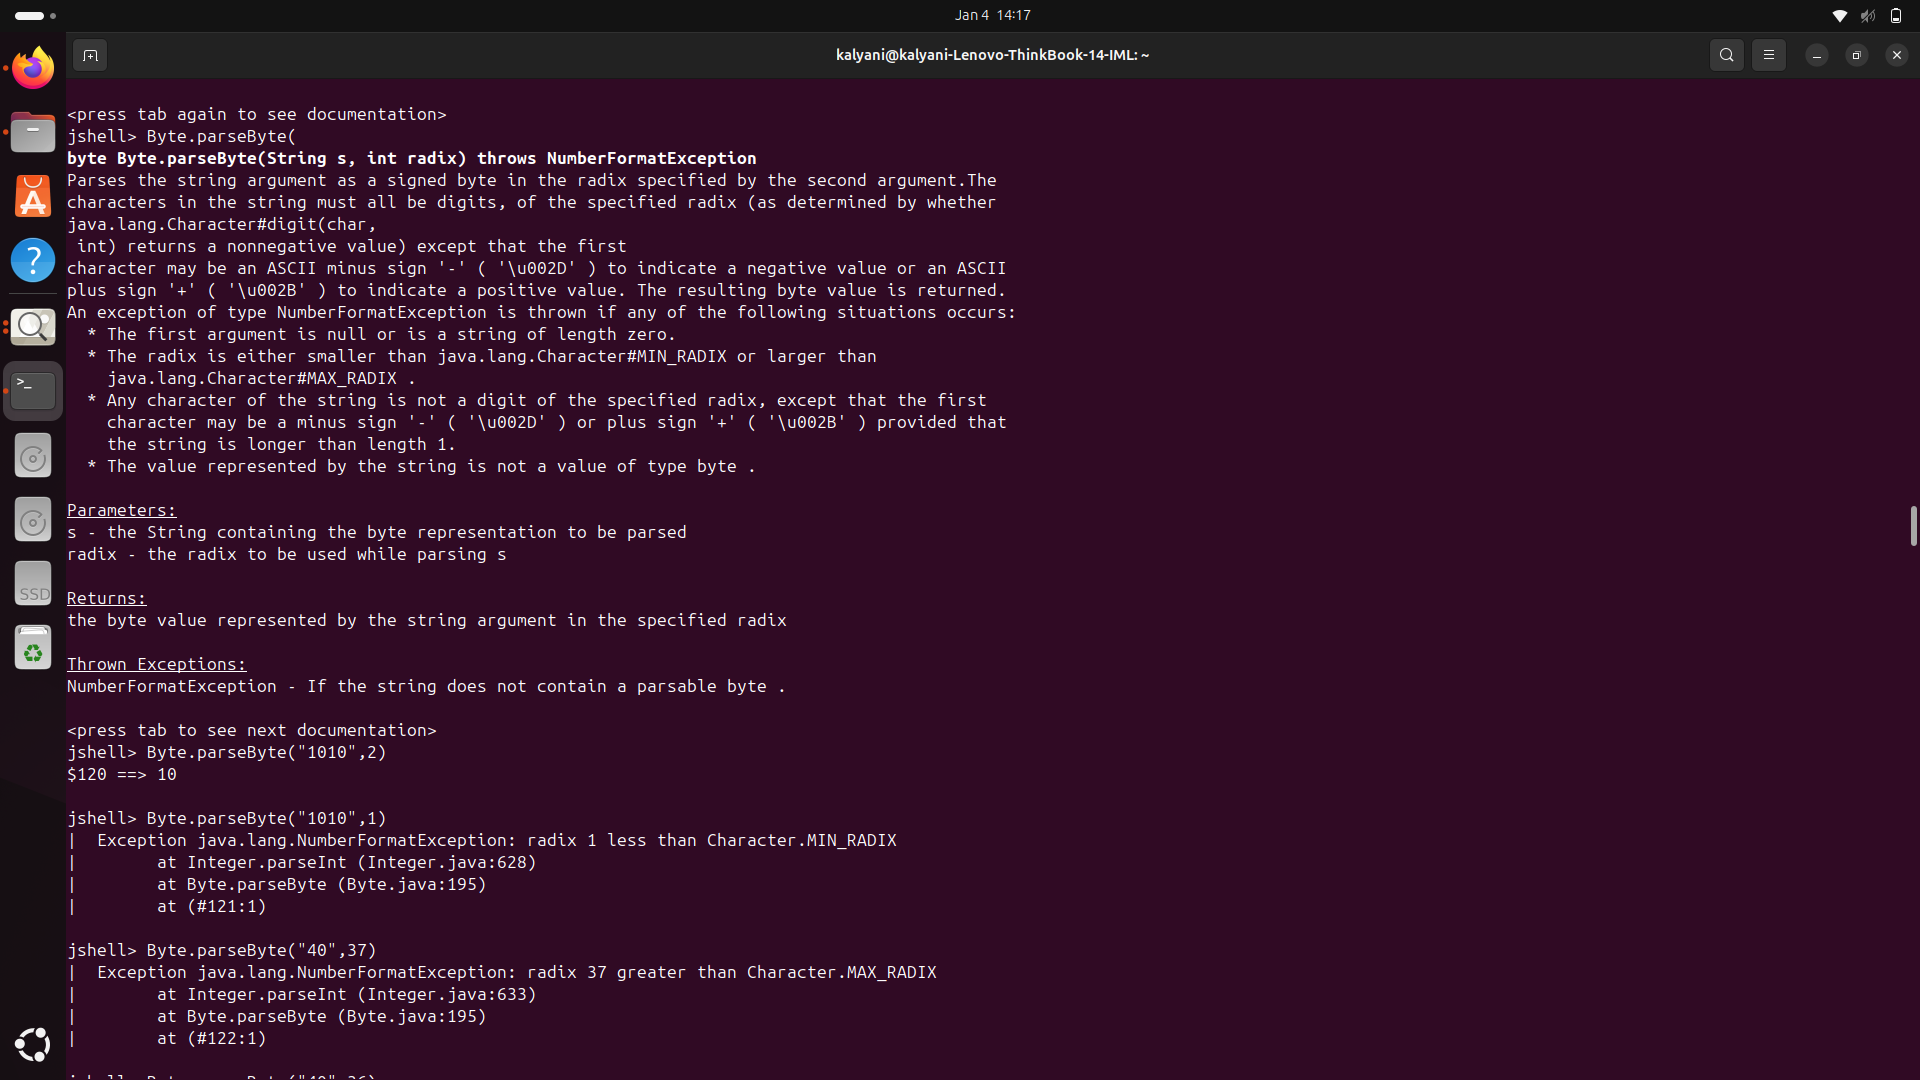 Jan 4 14:17
kalyani@kalyani-Lenovo-ThinkBook-14-IML: ~
<press tab again to see documentation>
jshell> Byte.parseByte(
byte Byte.parseByte(String s, int radix) throws NumberFormatException
Parses the string argument as a signed byte in the radix specified by the second argument.The
characters in the string must all be digits, of the specified radix (as determined by whether
java.lang.Character#digit(char,
 int) returns a nonnegative value) except that the first
character may be an ASCII minus sign '-' ( '\u002D' ) to indicate a negative value or an ASCII
plus sign '+' ( '\u002B' ) to indicate a positive value. The resulting byte value is returned.
An exception of type NumberFormatException is thrown if any of the following situations occurs:
  * The first argument is null or is a string of length zero.
  * The radix is either smaller than java.lang.Character#MIN_RADIX or larger than
    java.lang.Character#MAX_RADIX .
  * Any character of the string is not a digit of the specified radix, except that the first
    character may be a minus sign '-' ( '\u002D' ) or plus sign '+' ( '\u002B' ) provided that
    the string is longer than length 1.
  * The value represented by the string is not a value of type byte .
Parameters:
s - the String containing the byte representation to be parsed
radix - the radix to be used while parsing s
Returns:
the byte value represented by the string argument in the specified radix
Thrown Exceptions:
NumberFormatException - If the string does not contain a parsable byte .
<press tab to see next documentation>
jshell> Byte.parseByte("1010",2)
$120 ==> 10
jshell> Byte.parseByte("1010",1)
|  Exception java.lang.NumberFormatException: radix 1 less than Character.MIN_RADIX
|        at Integer.parseInt (Integer.java:628)
|        at Byte.parseByte (Byte.java:195)
|        at (#121:1)
jshell> Byte.parseByte("40",37)
|  Exception java.lang.NumberFormatException: radix 37 greater than Character.MAX_RADIX
|        at Integer.parseInt (Integer.java:633)
|        at Byte.parseByte (Byte.java:195)
|        at (#122:1)
SSD